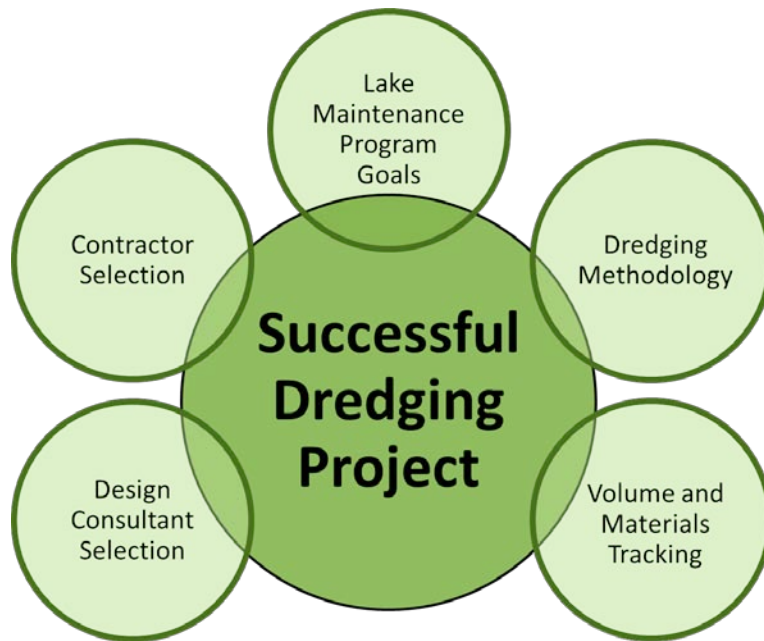 Lake
Maintenance
Program
Goals
Contractor
Selection
Dredging
Methodology
Successful
Dredging
Project
Design
Consultant
Selection
Volume and
Materials
Tracking